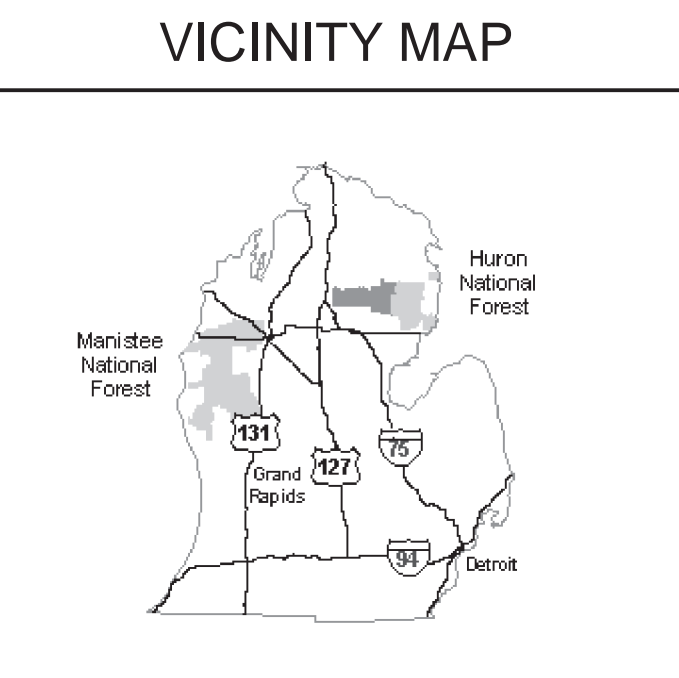 VICINITY MAP
Huron
National
Forest
Manistee
National
Forest
131
Grand
Rapids
127
75
94
Detroit